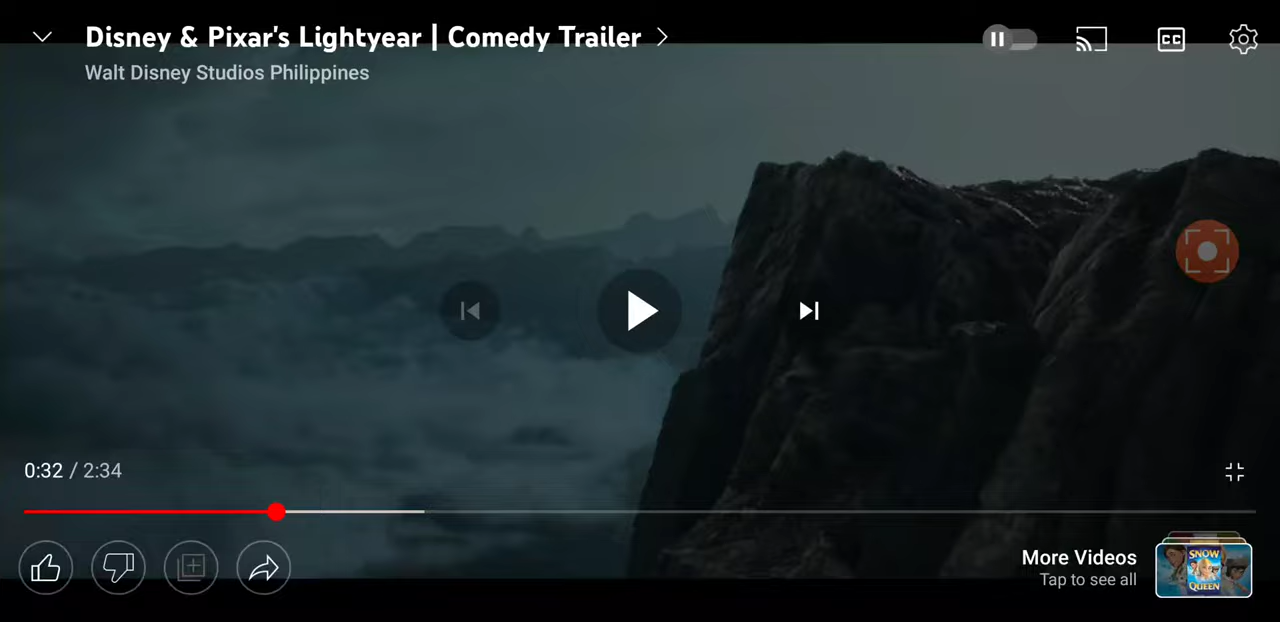 Disney & Pixar's Lightyear | Comedy Trailer
Walt Disney Studios Philippines
CC
0:32 / 2:34
More Videos
Tap to see all
SNOW
QUEEN